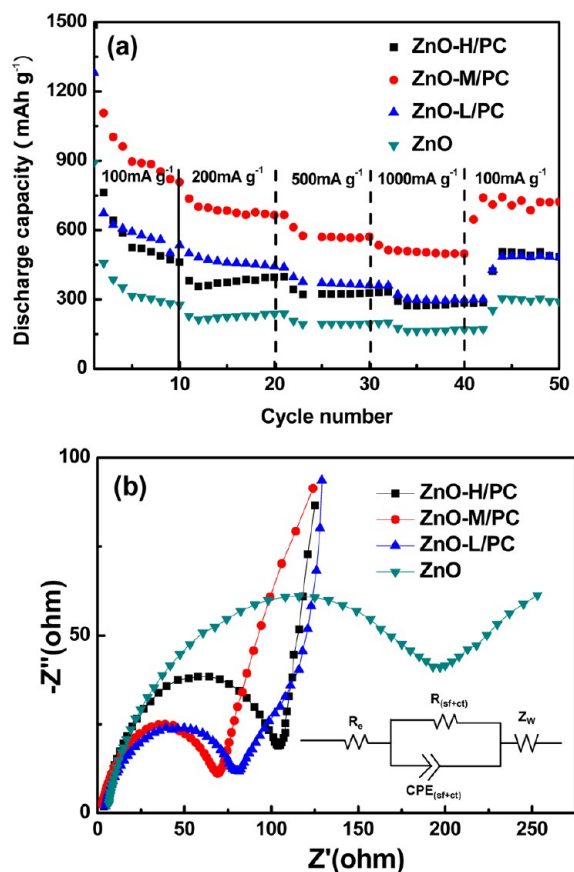 (a)
ZnO-H/PC
ZnO-M/PC
ZnO-L/PC
ZnO
1500
1200
900
600
300
0
Discharge capacity ( mAh g⁻¹)
100mA g⁻¹ 200mA g⁻¹ 500mA g⁻¹ 1000mA g⁻¹ 100mA g⁻¹
10 20 30 40 50
Cycle number
(b)
ZnO-H/PC
ZnO-M/PC
ZnO-L/PC
ZnO
100
50
0
-Z''(ohm)
R(sf+ct)
Re
Zw
CPE(sf+ct)
0 50 100 150 200 250
Z'(ohm)